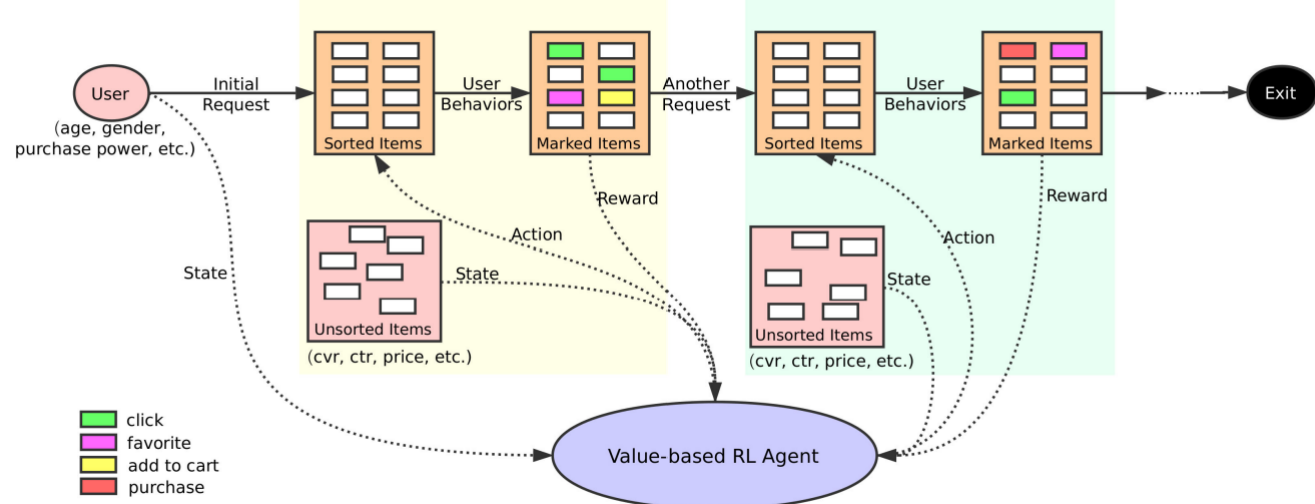 User
(age, gender,
purchase power, etc.)
Initial
Request
Sorted Items
User
Behaviors
Marked Items
Another
Request
Sorted Items
User
Behaviors
Marked Items
Exit
State
Action
Reward
State
Unsorted Items
(cvr, ctr, price, etc.)
Action
Reward
State
Unsorted Items
(cvr, ctr, price, etc.)
click
favorite
add to cart
purchase
Value-based RL Agent